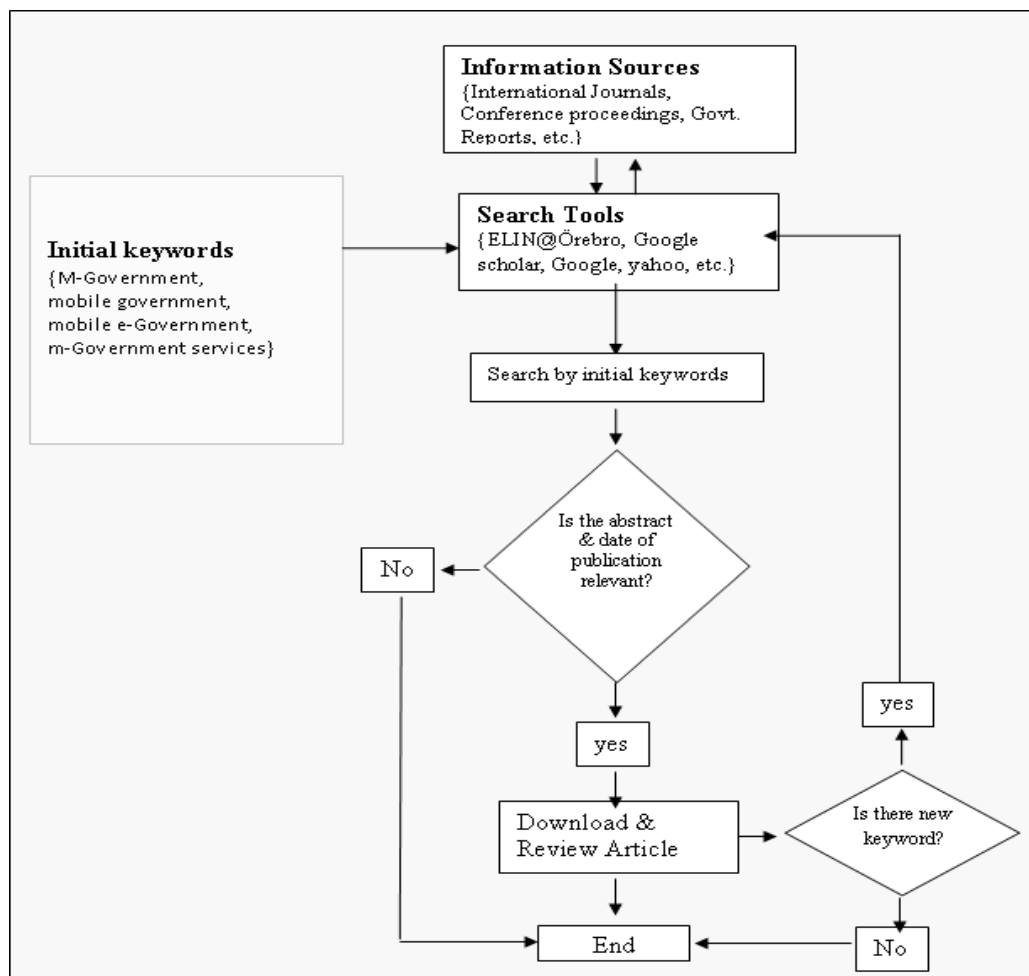 Information Sources
{International Journals,
Conference proceedings, Govt.
Reports, etc.}
Initial keywords
{M-Government,
mobile government,
mobile e-Government,
m-Government services}
Search Tools
{ELIN@Örebro, Google
scholar, Google, yahoo, etc.}
Search by initial keywords
Is the abstract
& date of
publication
relevant?
No
yes
Download &
Review Article
Is there new
keyword?
yes
No
End